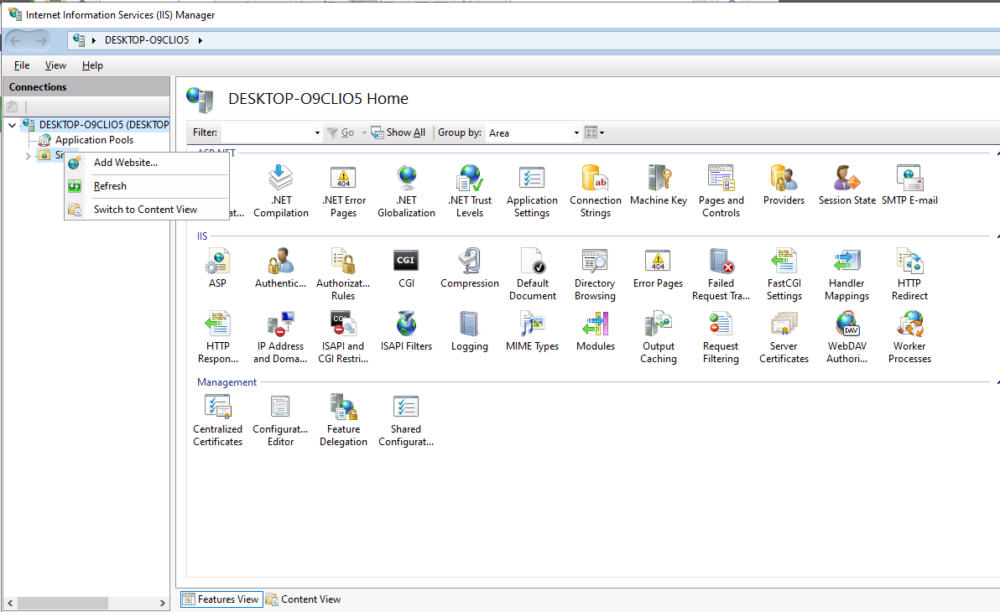 Internet Information Services (IIS) Manager
DESKTOP-O9CLIO5
File View Help
Connections
DESKTOP-O9CLIO5 (DESKTOP
Application Pools
Si
Add Website...
Refresh
Switch to Content View
DESKTOP-O9CLIO5 Home
Filter: Go Show All Group by: Area
ASP.NET
at...
.NET Compilation
.NET Error Pages
.NET Globalization
.NET Trust Levels
Application Settings
Connection Strings
Machine Key
Pages and Controls
Providers
Session State
SMTP E-mail
IIS
ASP
Authentic...
Authorizat... Rules
CGI
Compression
Default Document
Directory Browsing
Error Pages
Failed Request Tra...
FastCGI Settings
Handler Mappings
HTTP Redirect
HTTP Respon...
IP Address and Doma...
ISAPI and CGI Restri...
ISAPI Filters
Logging
MIME Types
Modules
Output Caching
Request Filtering
Server Certificates
WebDAV Authori...
Worker Processes
Management
Centralized Certificates
Configurat... Editor
Feature Delegation
Shared Configurat...
Features View Content View